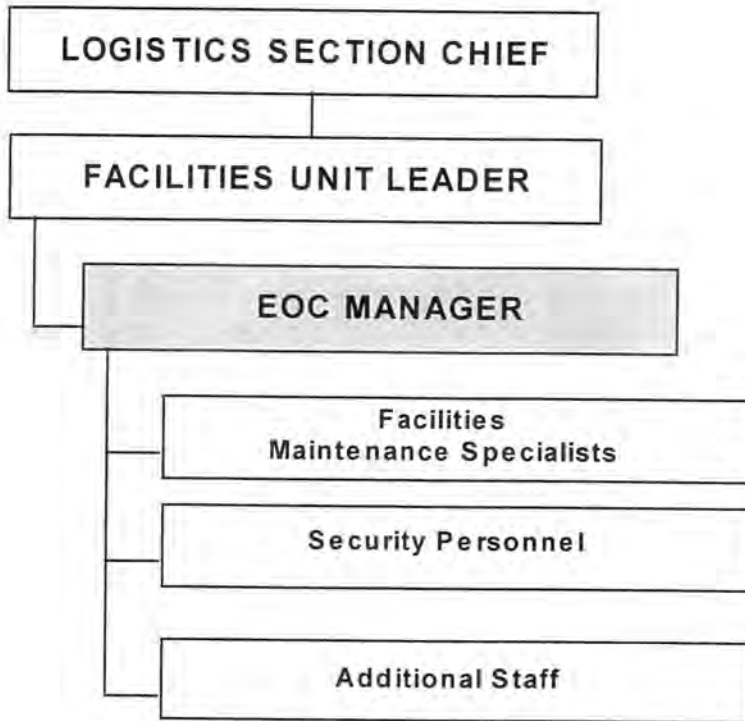 LOGISTICS SECTION CHIEF
FACILITIES UNIT LEADER
EOC MANAGER
Facilities
Maintenance Specialists
Security Personnel
Additional Staff